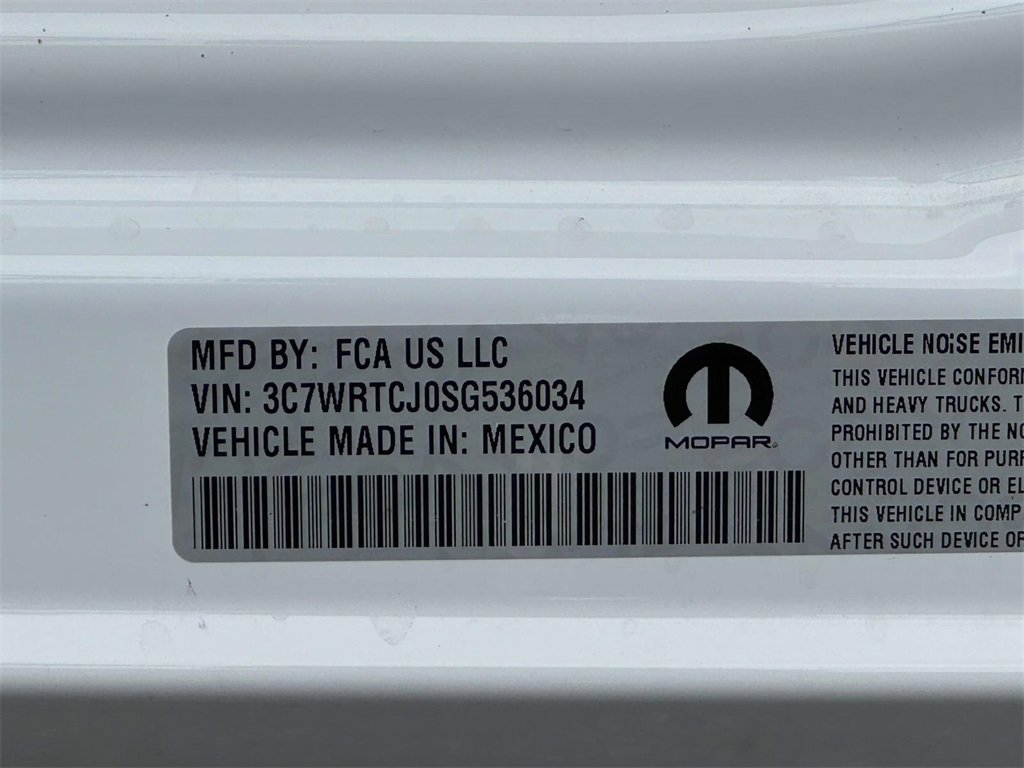 MFD BY: FCA US LLC
VIN: 3C7WRTCJ0SG536034
VEHICLE MADE IN: MEXICO
MOPAR
VEHICLE NOISE EMI
THIS VEHICLE CONFOR
AND HEAVY TRUCKS. T
PROHIBITED BY THE NO
OTHER THAN FOR PURP
CONTROL DEVICE OR EL
THIS VEHICLE IN COMP
AFTER SUCH DEVICE OR